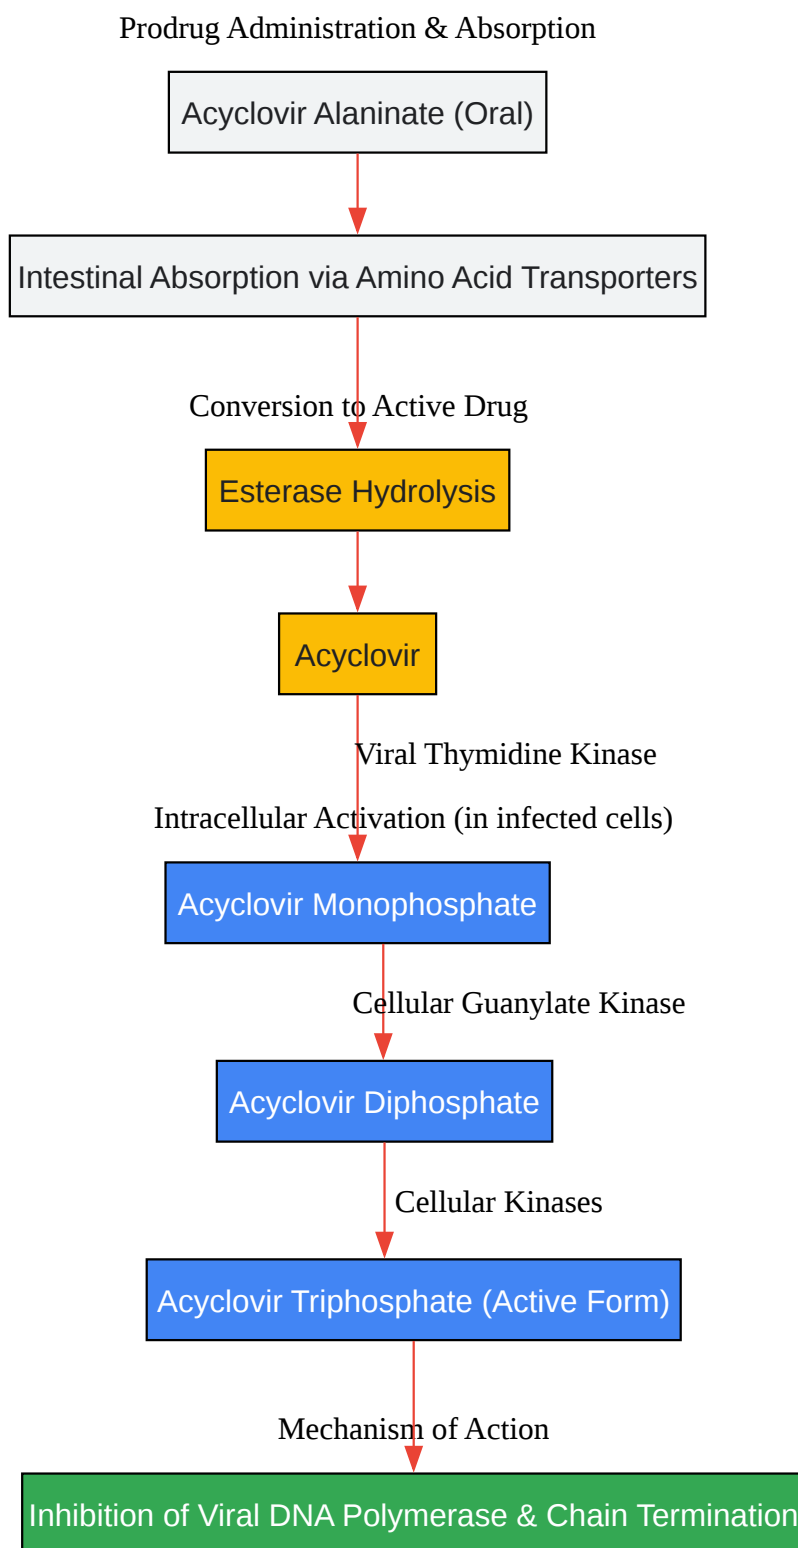 Prodrug Administration & Absorption
Acyclovir Alaninate (Oral)
Intestinal Absorption via Amino Acid Transporters
Conversion to Active Drug
Esterase Hydrolysis
Acyclovir
Viral Thymidine Kinase
Intracellular Activation (in infected cells)
Acyclovir Monophosphate
Cellular Guanylate Kinase
Acyclovir Diphosphate
Cellular Kinases
Acyclovir Triphosphate (Active Form)
Mechanism of Action
Inhibition of Viral DNA Polymerase & Chain Termination